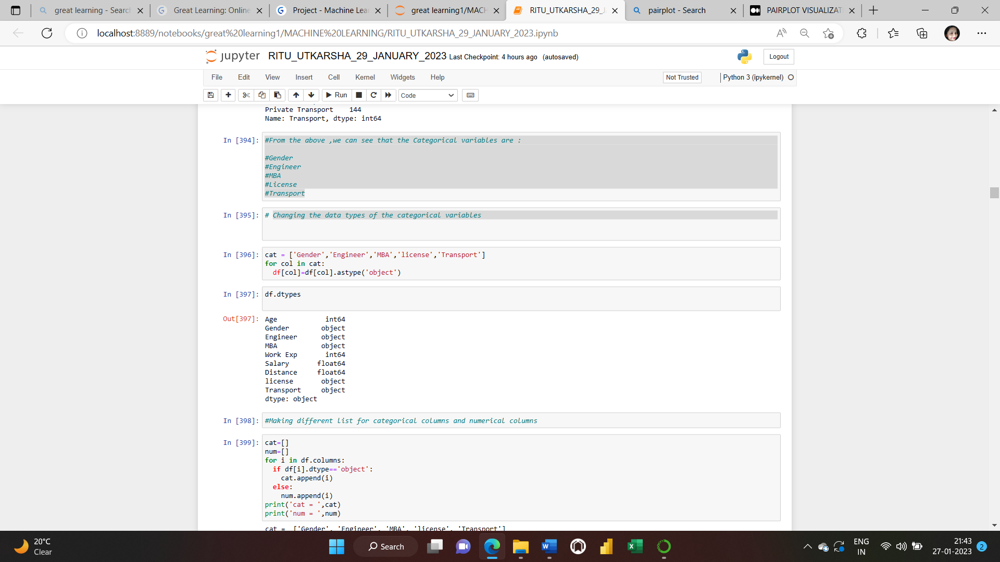 great learning - Searc
Great Learning: Online
Project - Machine Lea
great learning1/MACH
RITU_UTKARSHA_29_J
pairplot - Search
PAIRPLOT VISUALIZAT
localhost:8889/notebooks/great%20learning1/MACHINE%20LEARNING/RITU_UTKARSHA_29_JANUARY_2023.ipynb
jupyter RITU_UTKARSHA_29_JANUARY_2023 Last Checkpoint: 4 hours ago (autosaved)
Logout
File Edit View Insert Cell Kernel Widgets Help
Not Trusted
Python 3 (ipykernel)
Run
Code
Private Transport    144
Name: Transport, dtype: int64
In [394]: #From the above ,we can see that the Categorical variables are :
#Gender
#Engineer
#MBA
#License
#Transport
In [395]: # Changing the data types of the categorical variables
In [396]: cat = ['Gender','Engineer','MBA','license','Transport']
for col in cat:
  df[col]=df[col].astype('object')
In [397]: df.dtypes
Out[397]: Age            int64
Gender        object
Engineer      object
MBA           object
Work Exp       int64
Salary       float64
Distance     float64
license       object
Transport     object
dtype: object
In [398]: #Making different list for categorical columns and numerical columns
In [399]: cat=[]
num=[]
for i in df.columns:
  if df[i].dtype=='object':
    cat.append(i)
  else:
    num.append(i)
print('cat = ',cat)
print('num = ',num)
cat =  ['Gender', 'Engineer', 'MBA', 'license', 'Transport']
20°C
Clear
Search
ENG
IN
21:43
27-01-2023
2